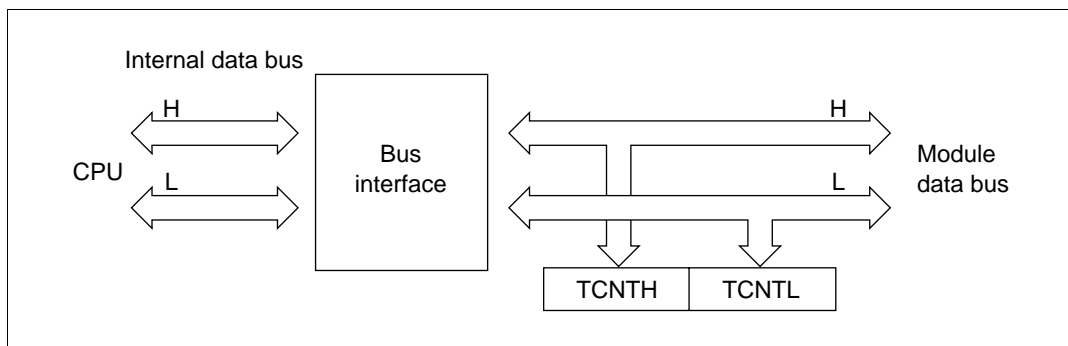 Internal data bus
H
H
CPU
Bus
interface
Module
data bus
L
L
TCNTH
TCNTL